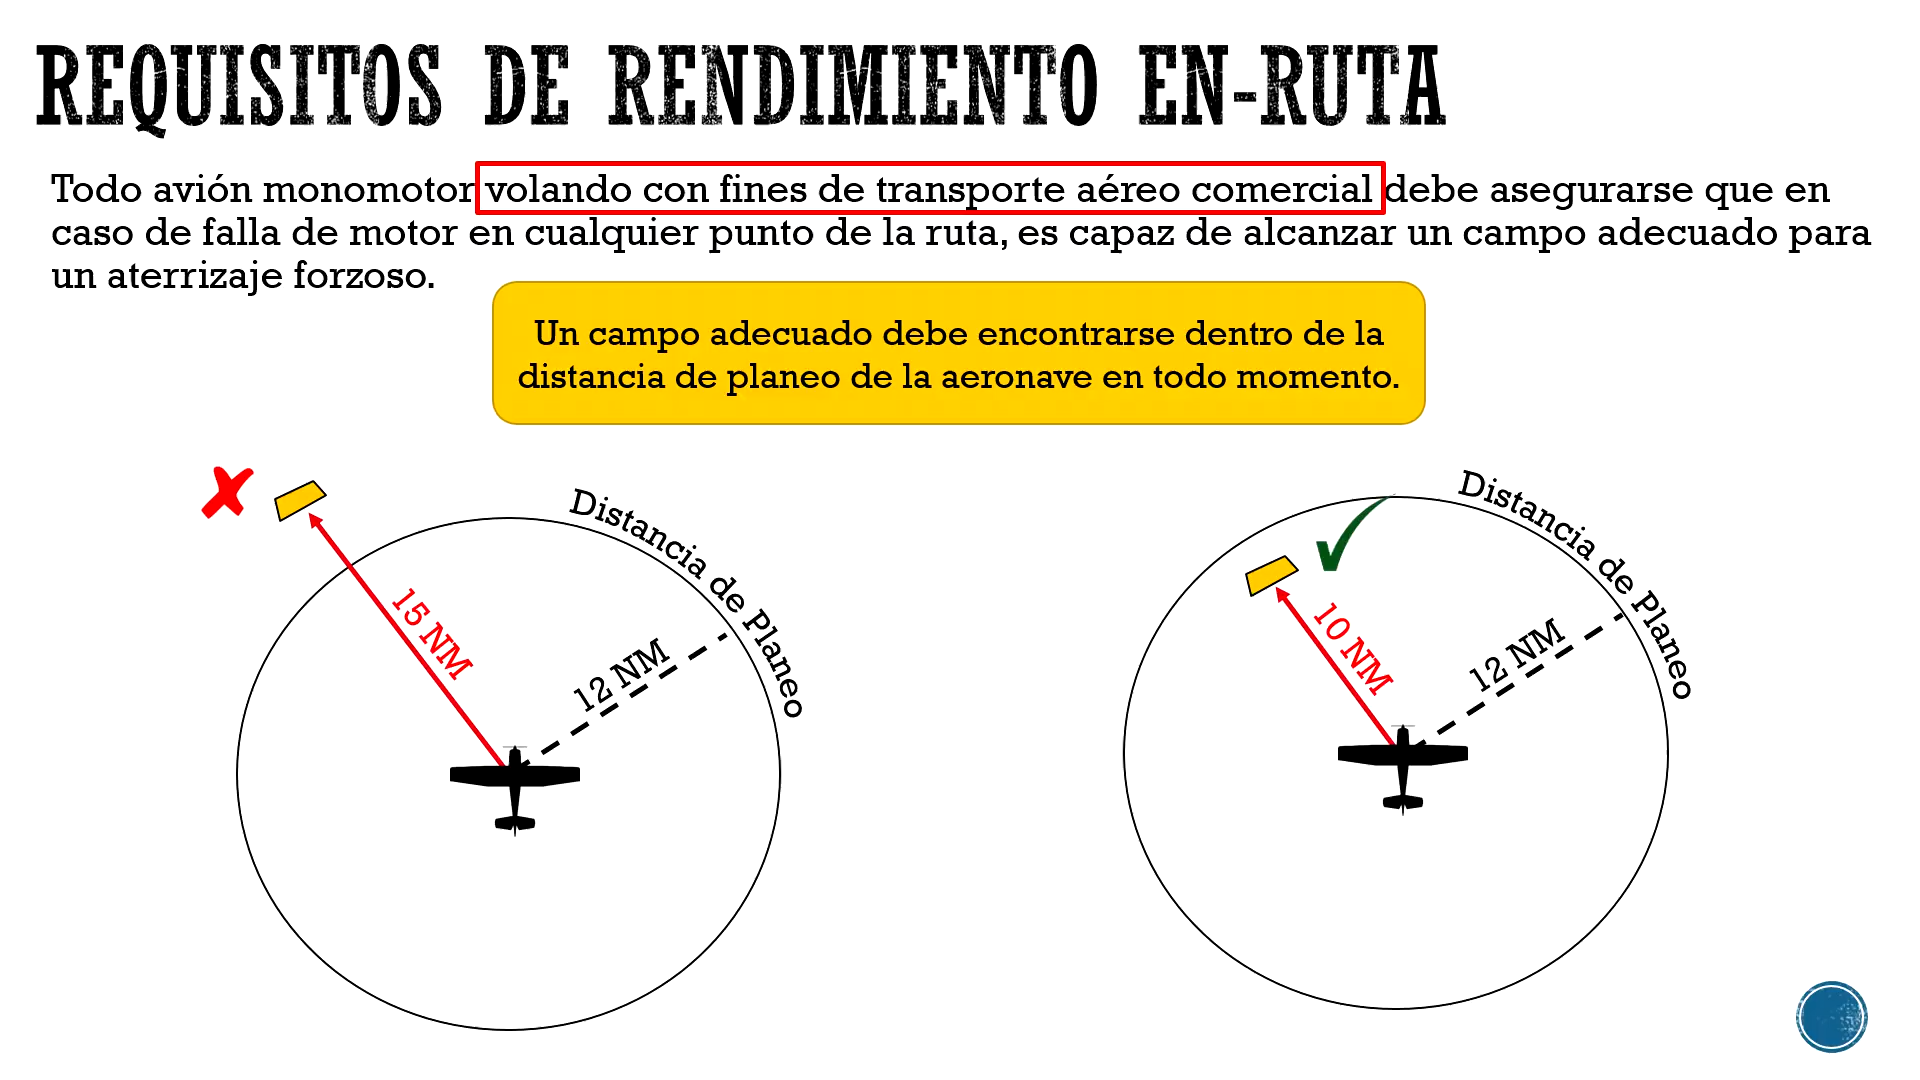 REQUISITOS DE RENDIMIENTO EN-RUTA
Todo avión monomotor volando con fines de transporte aéreo comercial debe asegurarse que en
caso de falla de motor en cualquier punto de la ruta, es capaz de alcanzar un campo adecuado para
un aterrizaje forzoso.
Un campo adecuado debe encontrarse dentro de la
distancia de planeo de la aeronave en todo momento.
Distancia de Planeo
15 NM
12 NM
Distancia de Planeo
10 NM
12 NM